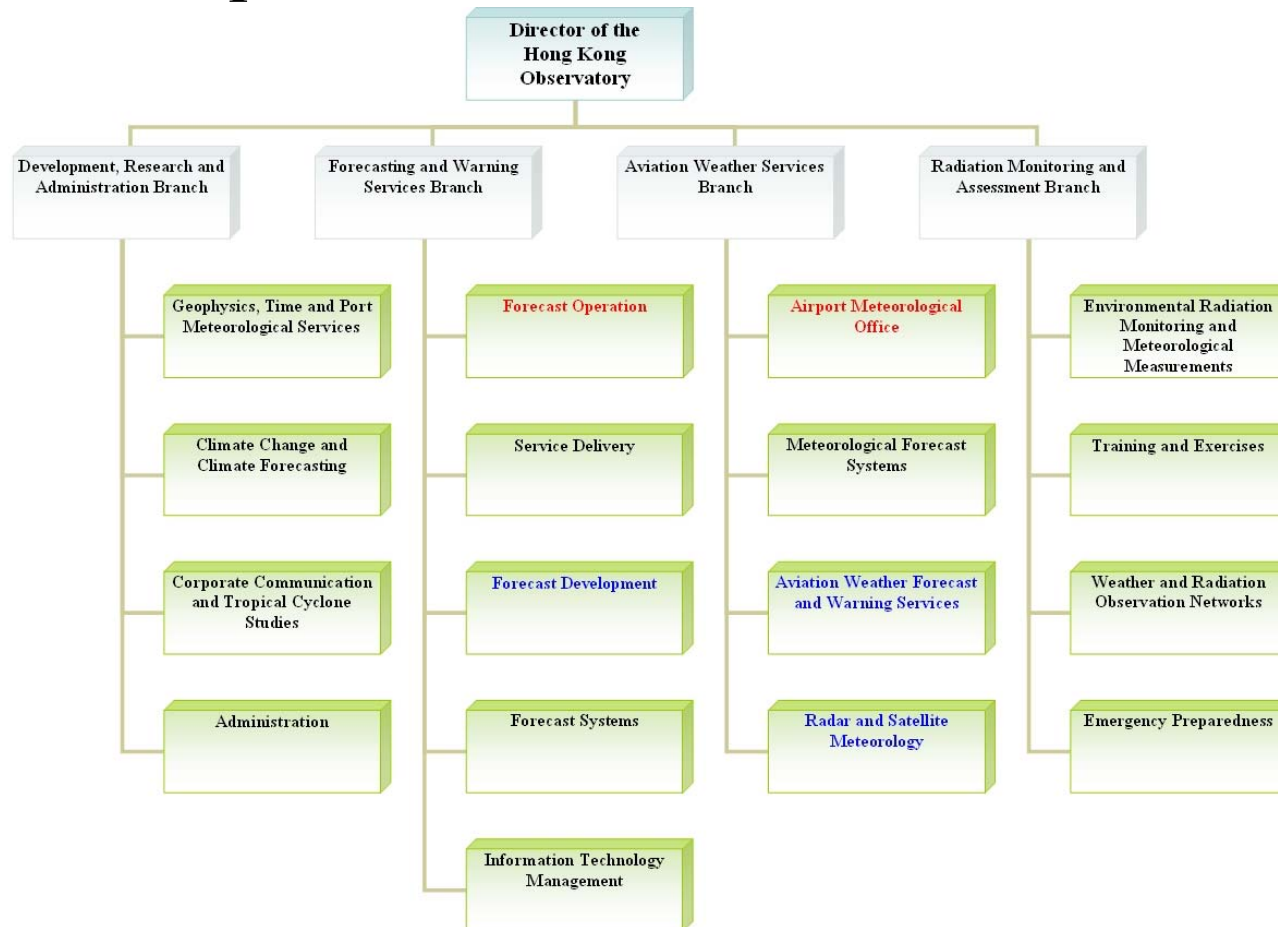 Director of the
Hong Kong
Observatory
Development, Research and
Administration Branch
Forecasting and Warning
Services Branch
Aviation Weather Services
Branch
Radiation Monitoring and
Assessment Branch
Geophysics, Time and Port
Meteorological Services
Forecast Operation
Airport Meteorological
Office
Environmental Radiation
Monitoring and
Meteorological
Measurements
Climate Change and
Climate Forecasting
Service Delivery
Meteorological Forecast
Systems
Training and Exercises
Corporate Communication
and Tropical Cyclone
Studies
Forecast Development
Aviation Weather Forecast
and Warning Services
Weather and Radiation
Observation Networks
Administration
Forecast Systems
Radar and Satellite
Meteorology
Emergency Preparedness
Information Technology
Management